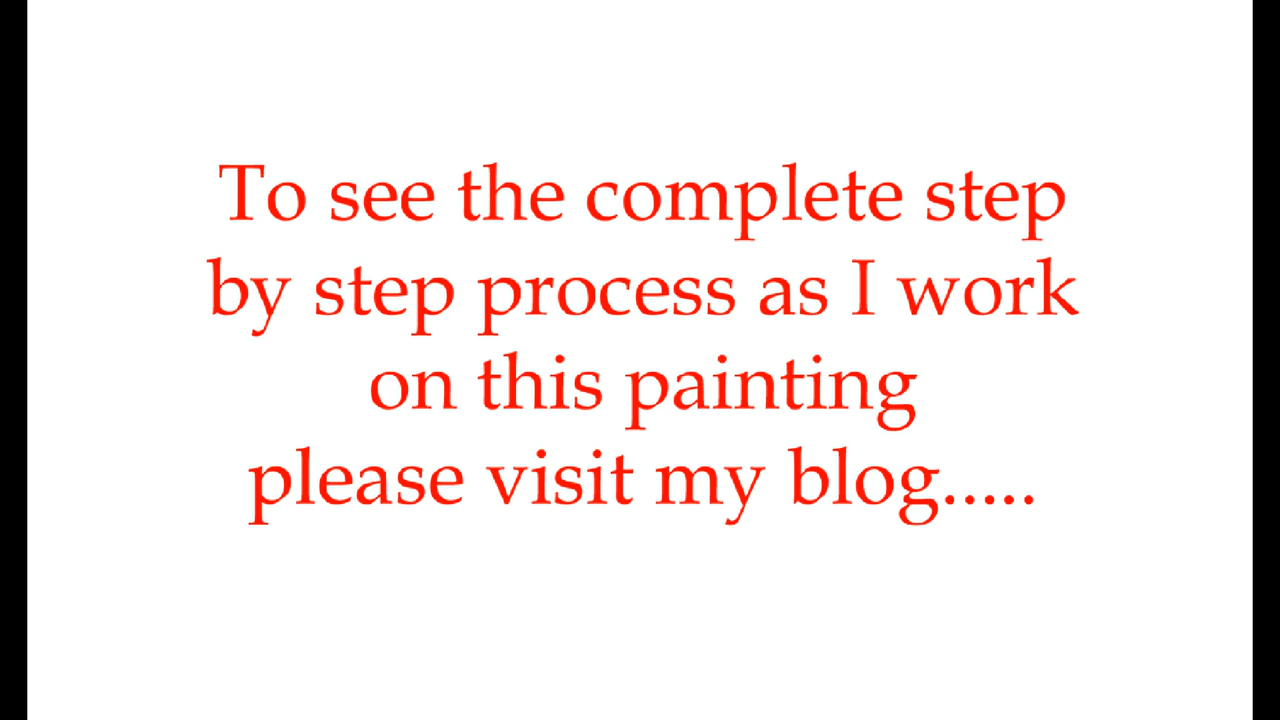 To see the complete step
by step process as I work
on this painting
please visit my blog.....